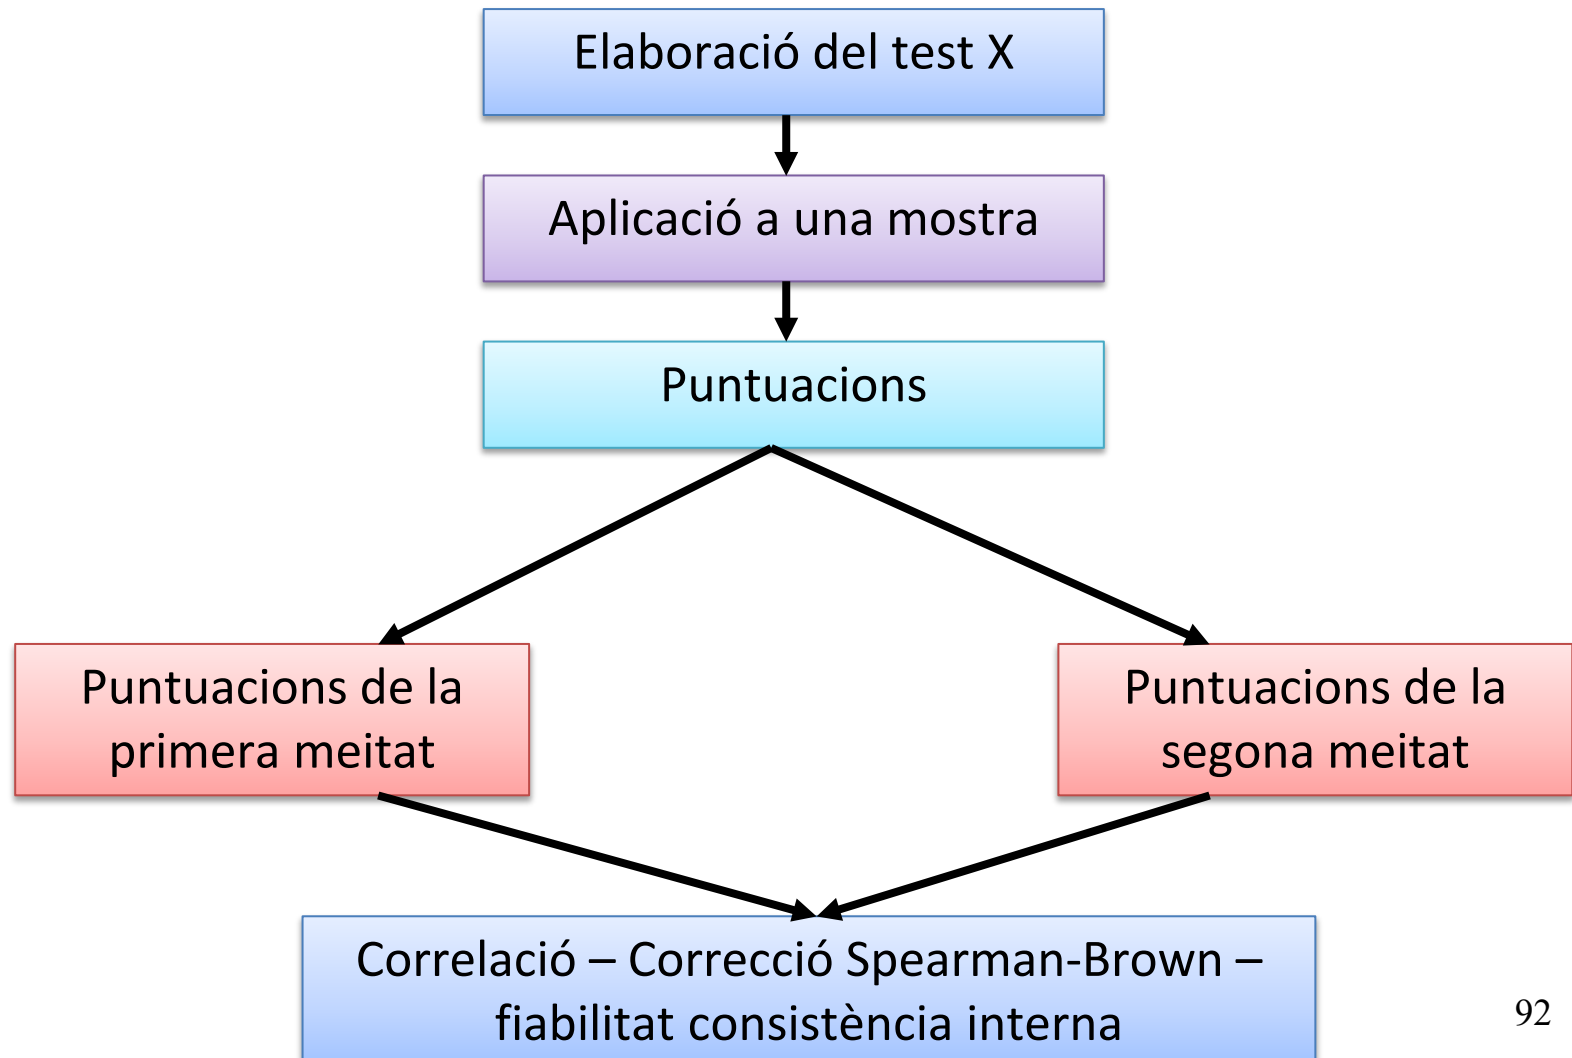 Elaboració del test X
Aplicació a una mostra
Puntuacions
Puntuacions de la
primera meitat
Puntuacions de la
segona meitat
Correlació – Correcció Spearman-Brown –
fiabilitat consistència interna
92